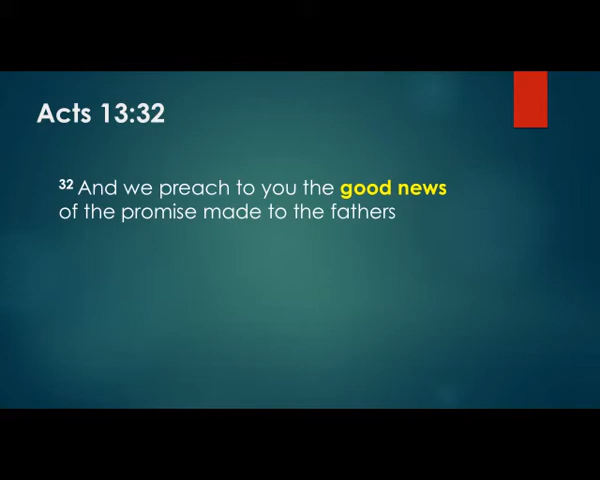 Acts 13:32
32 And we preach to you the good news
of the promise made to the fathers